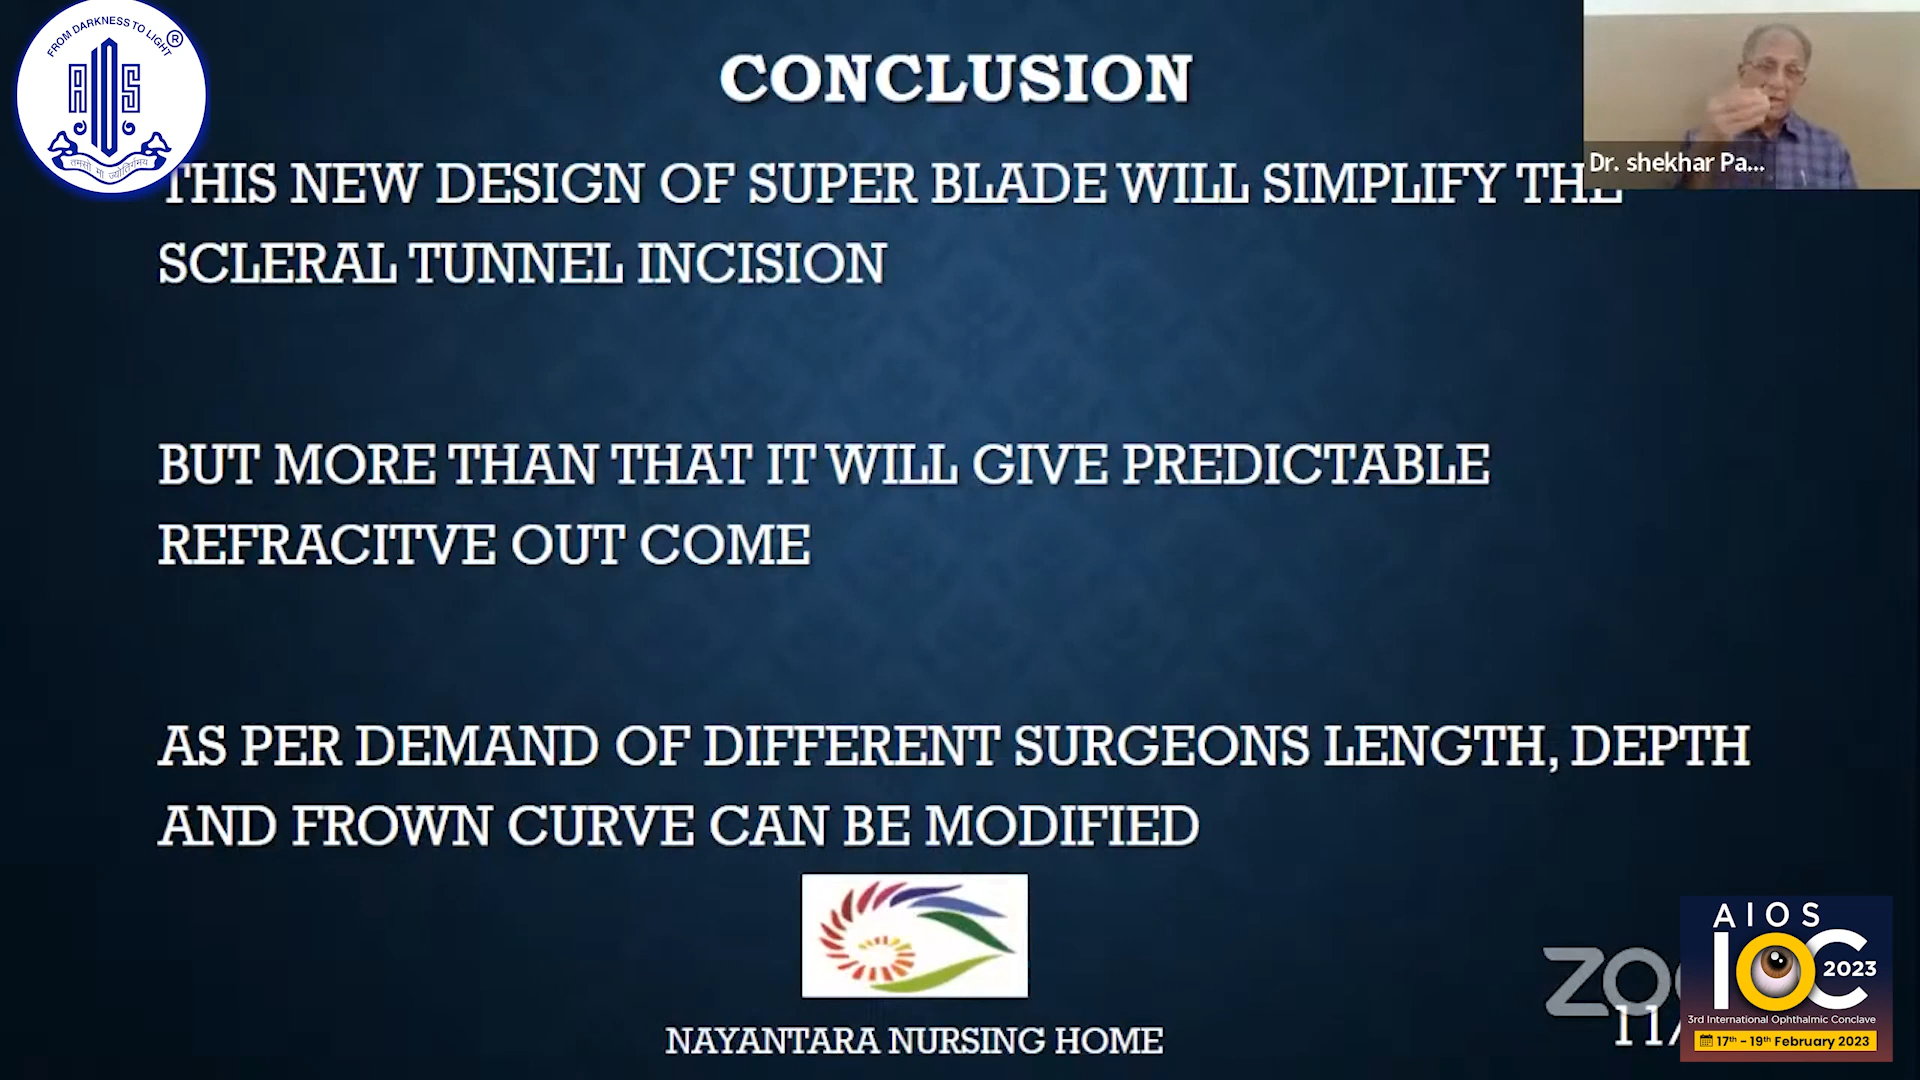 FROM DARKNESS TO LIGHT
®
AIOS
तमसो मा ज्योतिर्गमय
CONCLUSION
Dr. shekhar Pa...
THIS NEW DESIGN OF SUPER BLADE WILL SIMPLIFY THE
SCLERAL TUNNEL INCISION
BUT MORE THAN THAT IT WILL GIVE PREDICTABLE
REFRACITVE OUT COME
AS PER DEMAND OF DIFFERENT SURGEONS LENGTH, DEPTH
AND FROWN CURVE CAN BE MODIFIED
NAYANTARA NURSING HOME
AIOS
IOC 2023
3rd International Ophthalmic Conclave
17th - 19th February 2023